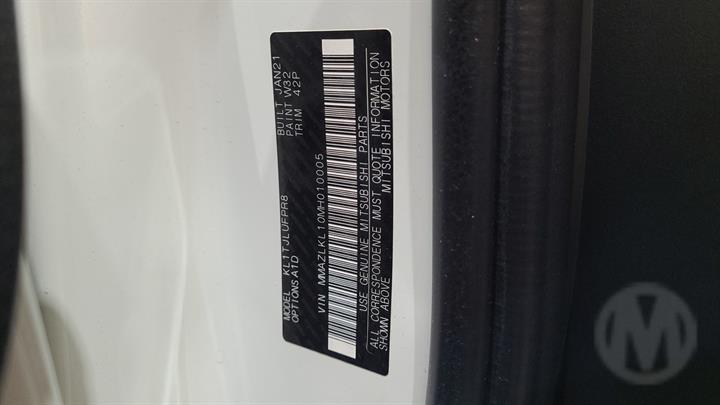 MODEL KL1TJLUFPR8 BUILT JAN21
OPTIONS A1D PAINT W32
TRIM 42P
VIN MMAZLKL10MH010005
USE GENUINE MITSUBISHI PARTS
ALL CORRESPONDENCE MUST QUOTE INFORMATION
SHOWN ABOVE MITSUBISHI MOTORS
M